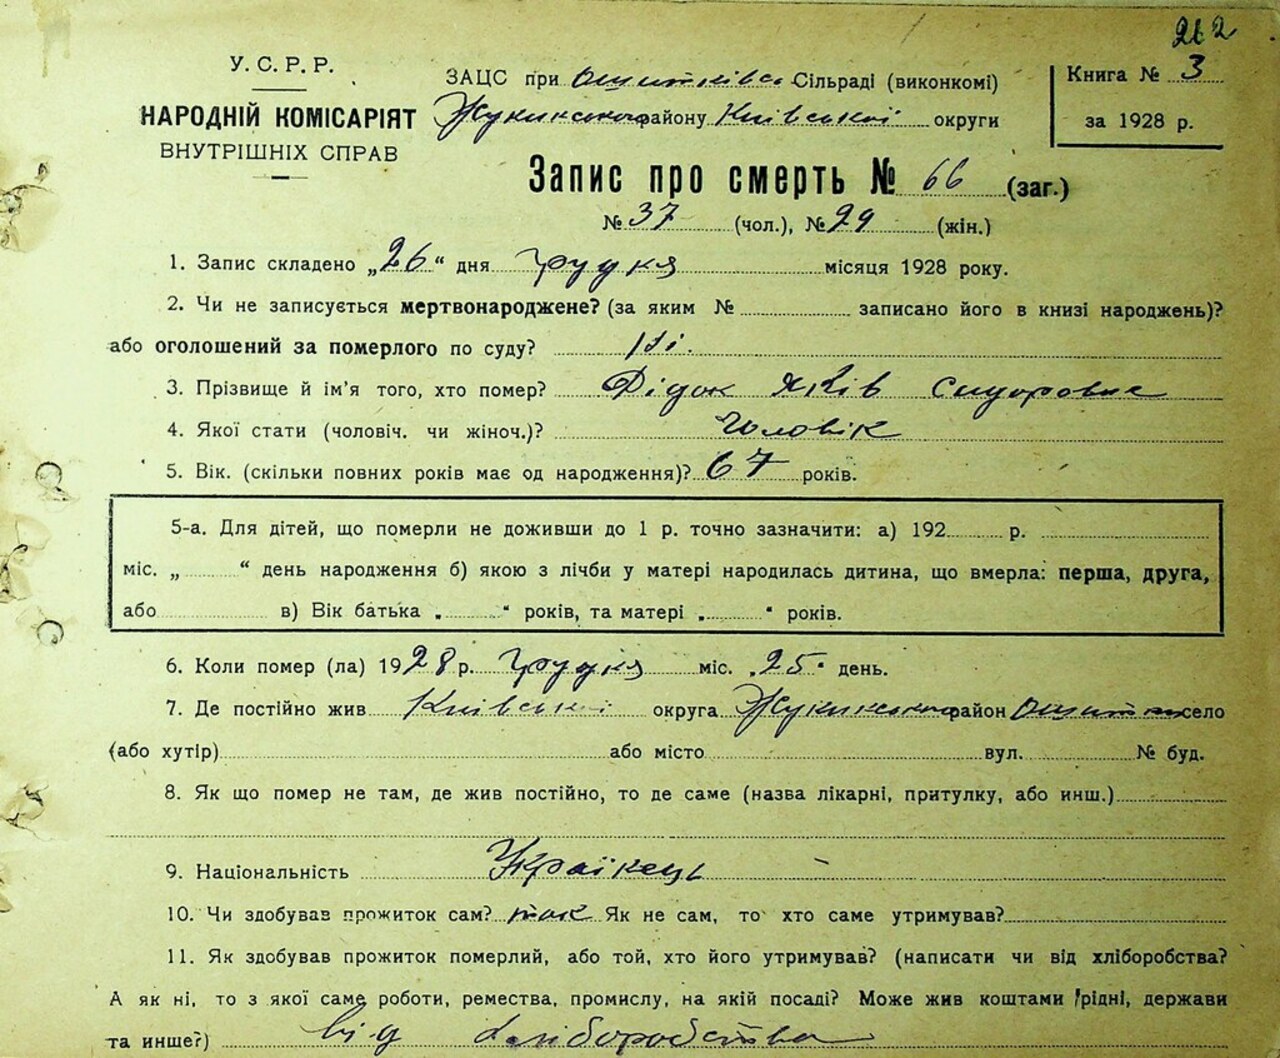 262
У. С. Р. Р.
НАРОДНІЙ КОМІСАРІЯТ
ВНУТРІШНІХ СПРАВ
ЗАЦС при Ошитківс. Сільраді (виконкомі)
Жукинського району Київської округи
Книга № 3
за 1928 р.
Запис про смерть № 66 (заг.)
№ 37 (чол.), № 29 (жін.)
1. Запис складено „26“ дня Грудня місяця 1928 року.
2. Чи не записується мертвонароджене? (за яким № записано його в книзі народжень)?
або оголошений за померлого по суду? Ні.
3. Прізвище й ім’я того, хто помер? Дідок Яків Сидорович
4. Якої стати (чоловіч. чи жіноч.)? Чоловік
5. Вік. (скільки повних років має од народження)? 67 років.
5-а. Для дітей, що померли не доживши до 1 р. точно зазначити: а) 192 р.
міс. „ “ день народження б) якою з лічби у матері народилась дитина, що вмерла: перша, друга,
або в) Вік батька „ “ років, та матері „ “ років.
6. Коли помер (ла) 1928 р. Грудня міс. „25“ день.
7. Де постійно жив Київської округа Жукинського район Ошитки село
(або хутір) або місто вул. № буд.
8. Як що помер не там, де жив постійно, то де саме (назва лікарні, притулку, або инш.)
9. Національність Українець
10. Чи здобував прожиток сам? так Як не сам, то хто саме утримував?
11. Як здобував прожиток померлий, або той, хто його утримував? (написати чи від хліборобства?
А як ні, то з якої саме роботи, ремества, промислу, на якій посаді? Може жив коштами рідні, держави
та инше?) від хліборобства